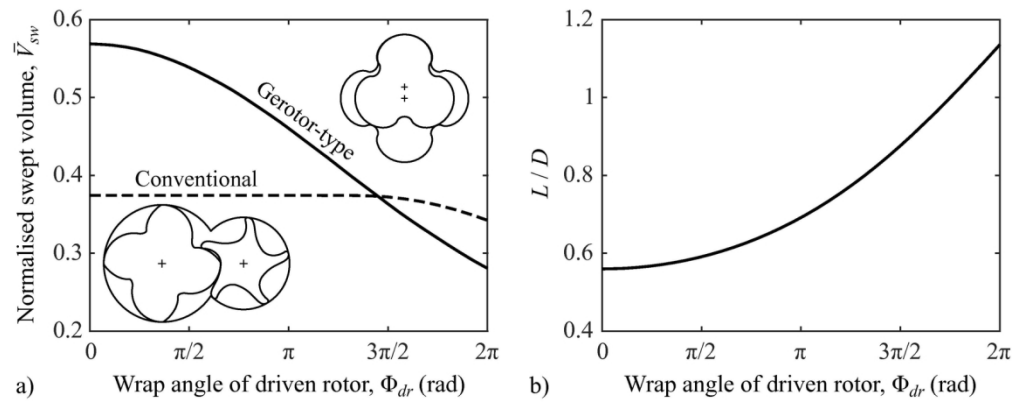 0.6
0.5
0.4
0.3
0.2
Normalised swept volume, V̄sw
Gerotor-type
Conventional
0 π/2 π 3π/2 2π
a) Wrap angle of driven rotor, Φdr (rad)
1.2
1
0.8
0.6
0.4
L / D
0 π/2 π 3π/2 2π
b) Wrap angle of driven rotor, Φdr (rad)